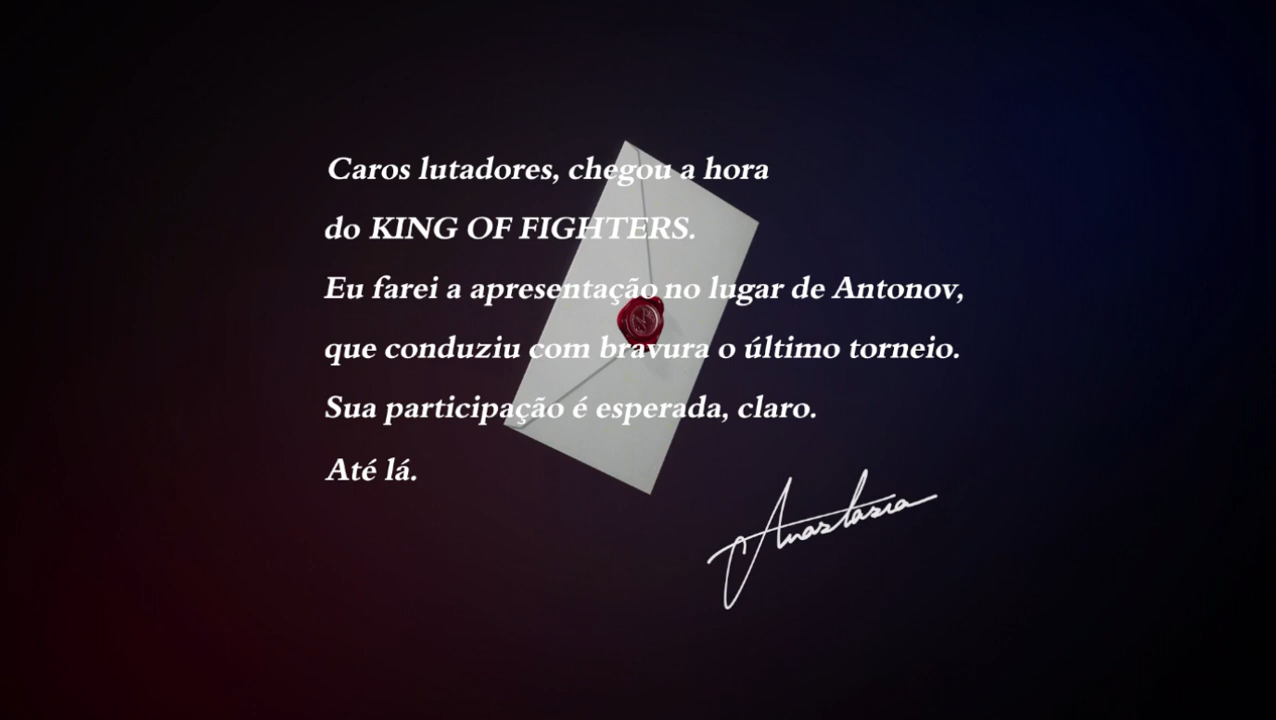 Caros lutadores, chegou a hora
do KING OF FIGHTERS.
Eu farei a apresentação no lugar de Antonov,
que conduziu com bravura o último torneio.
Sua participação é esperada, claro.
Até lá.
Anastasia